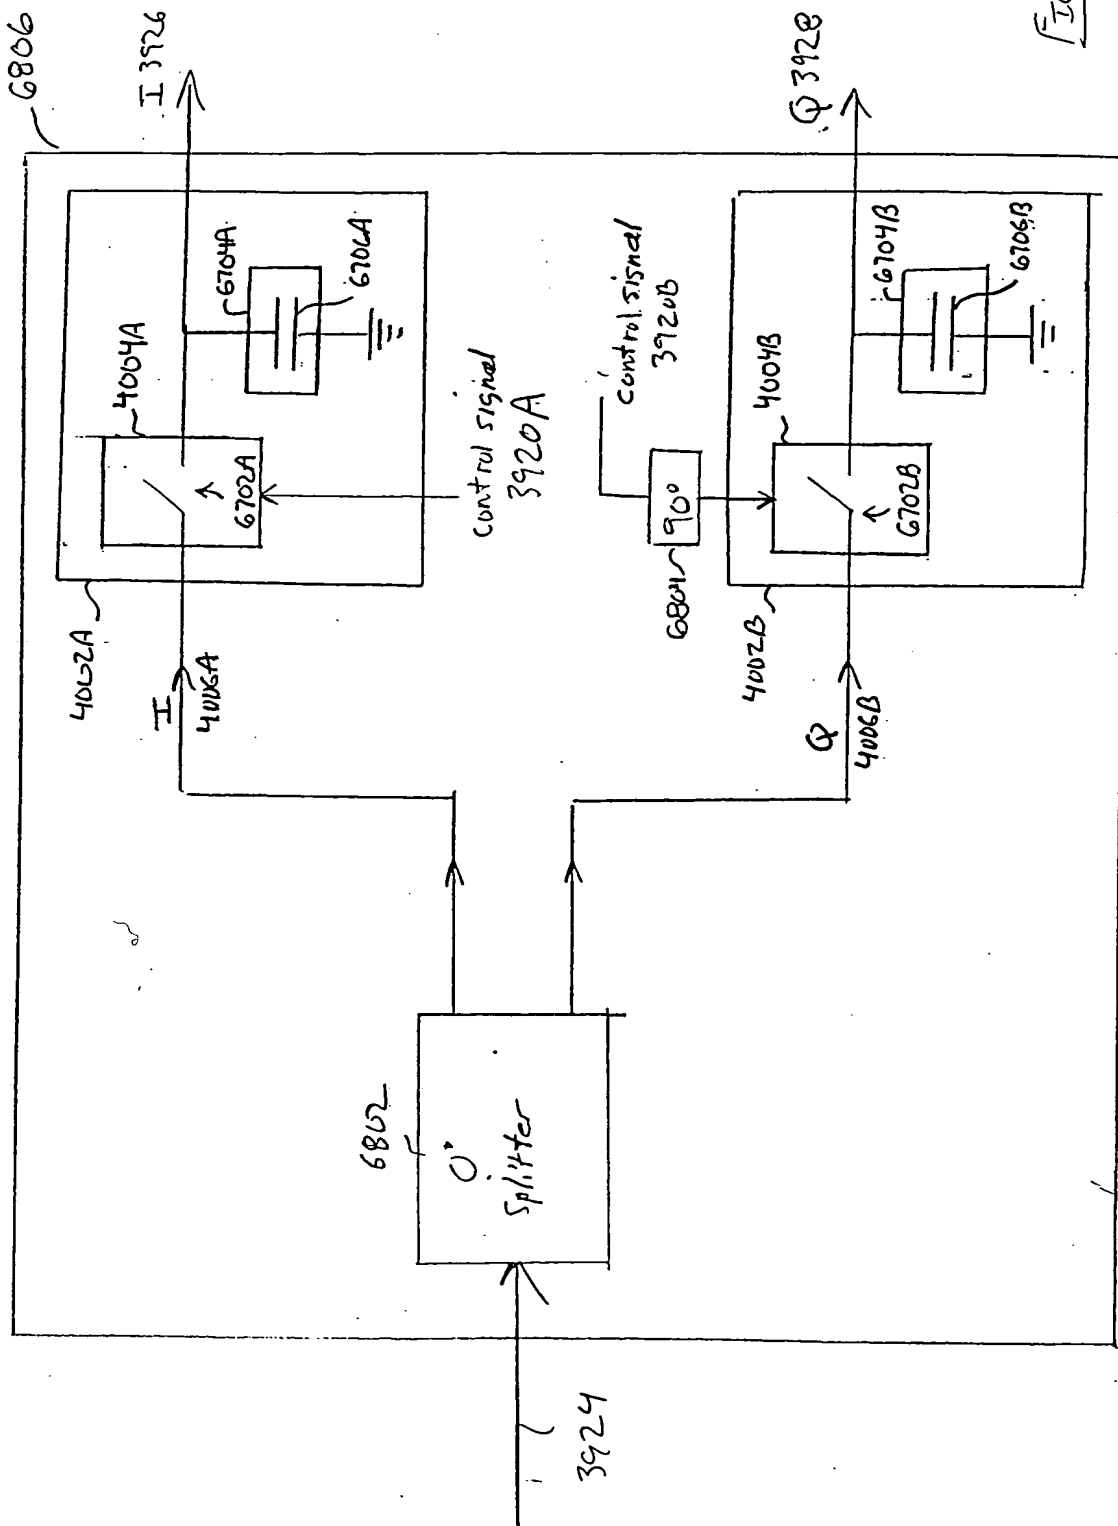 6806
I 3926
Q 3928
4002A
4004A
6704A
6706A
6702A
control signal
3920A
control signal
3920B
90°
6804
4002B
4004B
6704B
6706B
6702B
I
4006A
Q
4006B
6802
0°
splitter
3924